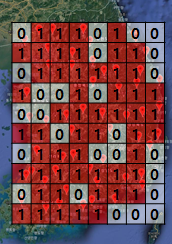 0 1 1 1 0 1 0 0
1 1 1 1 0 1 1 0
0 1 1 1 1 1 1 0
1 0 0 1 0 1 1 1
0 0 1 1 1 1 1 1
1 1 0 1 1 0 1 1
0 1 1 1 0 0 1 0
0 1 1 1 1 1 1 0
0 1 1 0 1 1 0
1 1 1 1 1 0 0 0